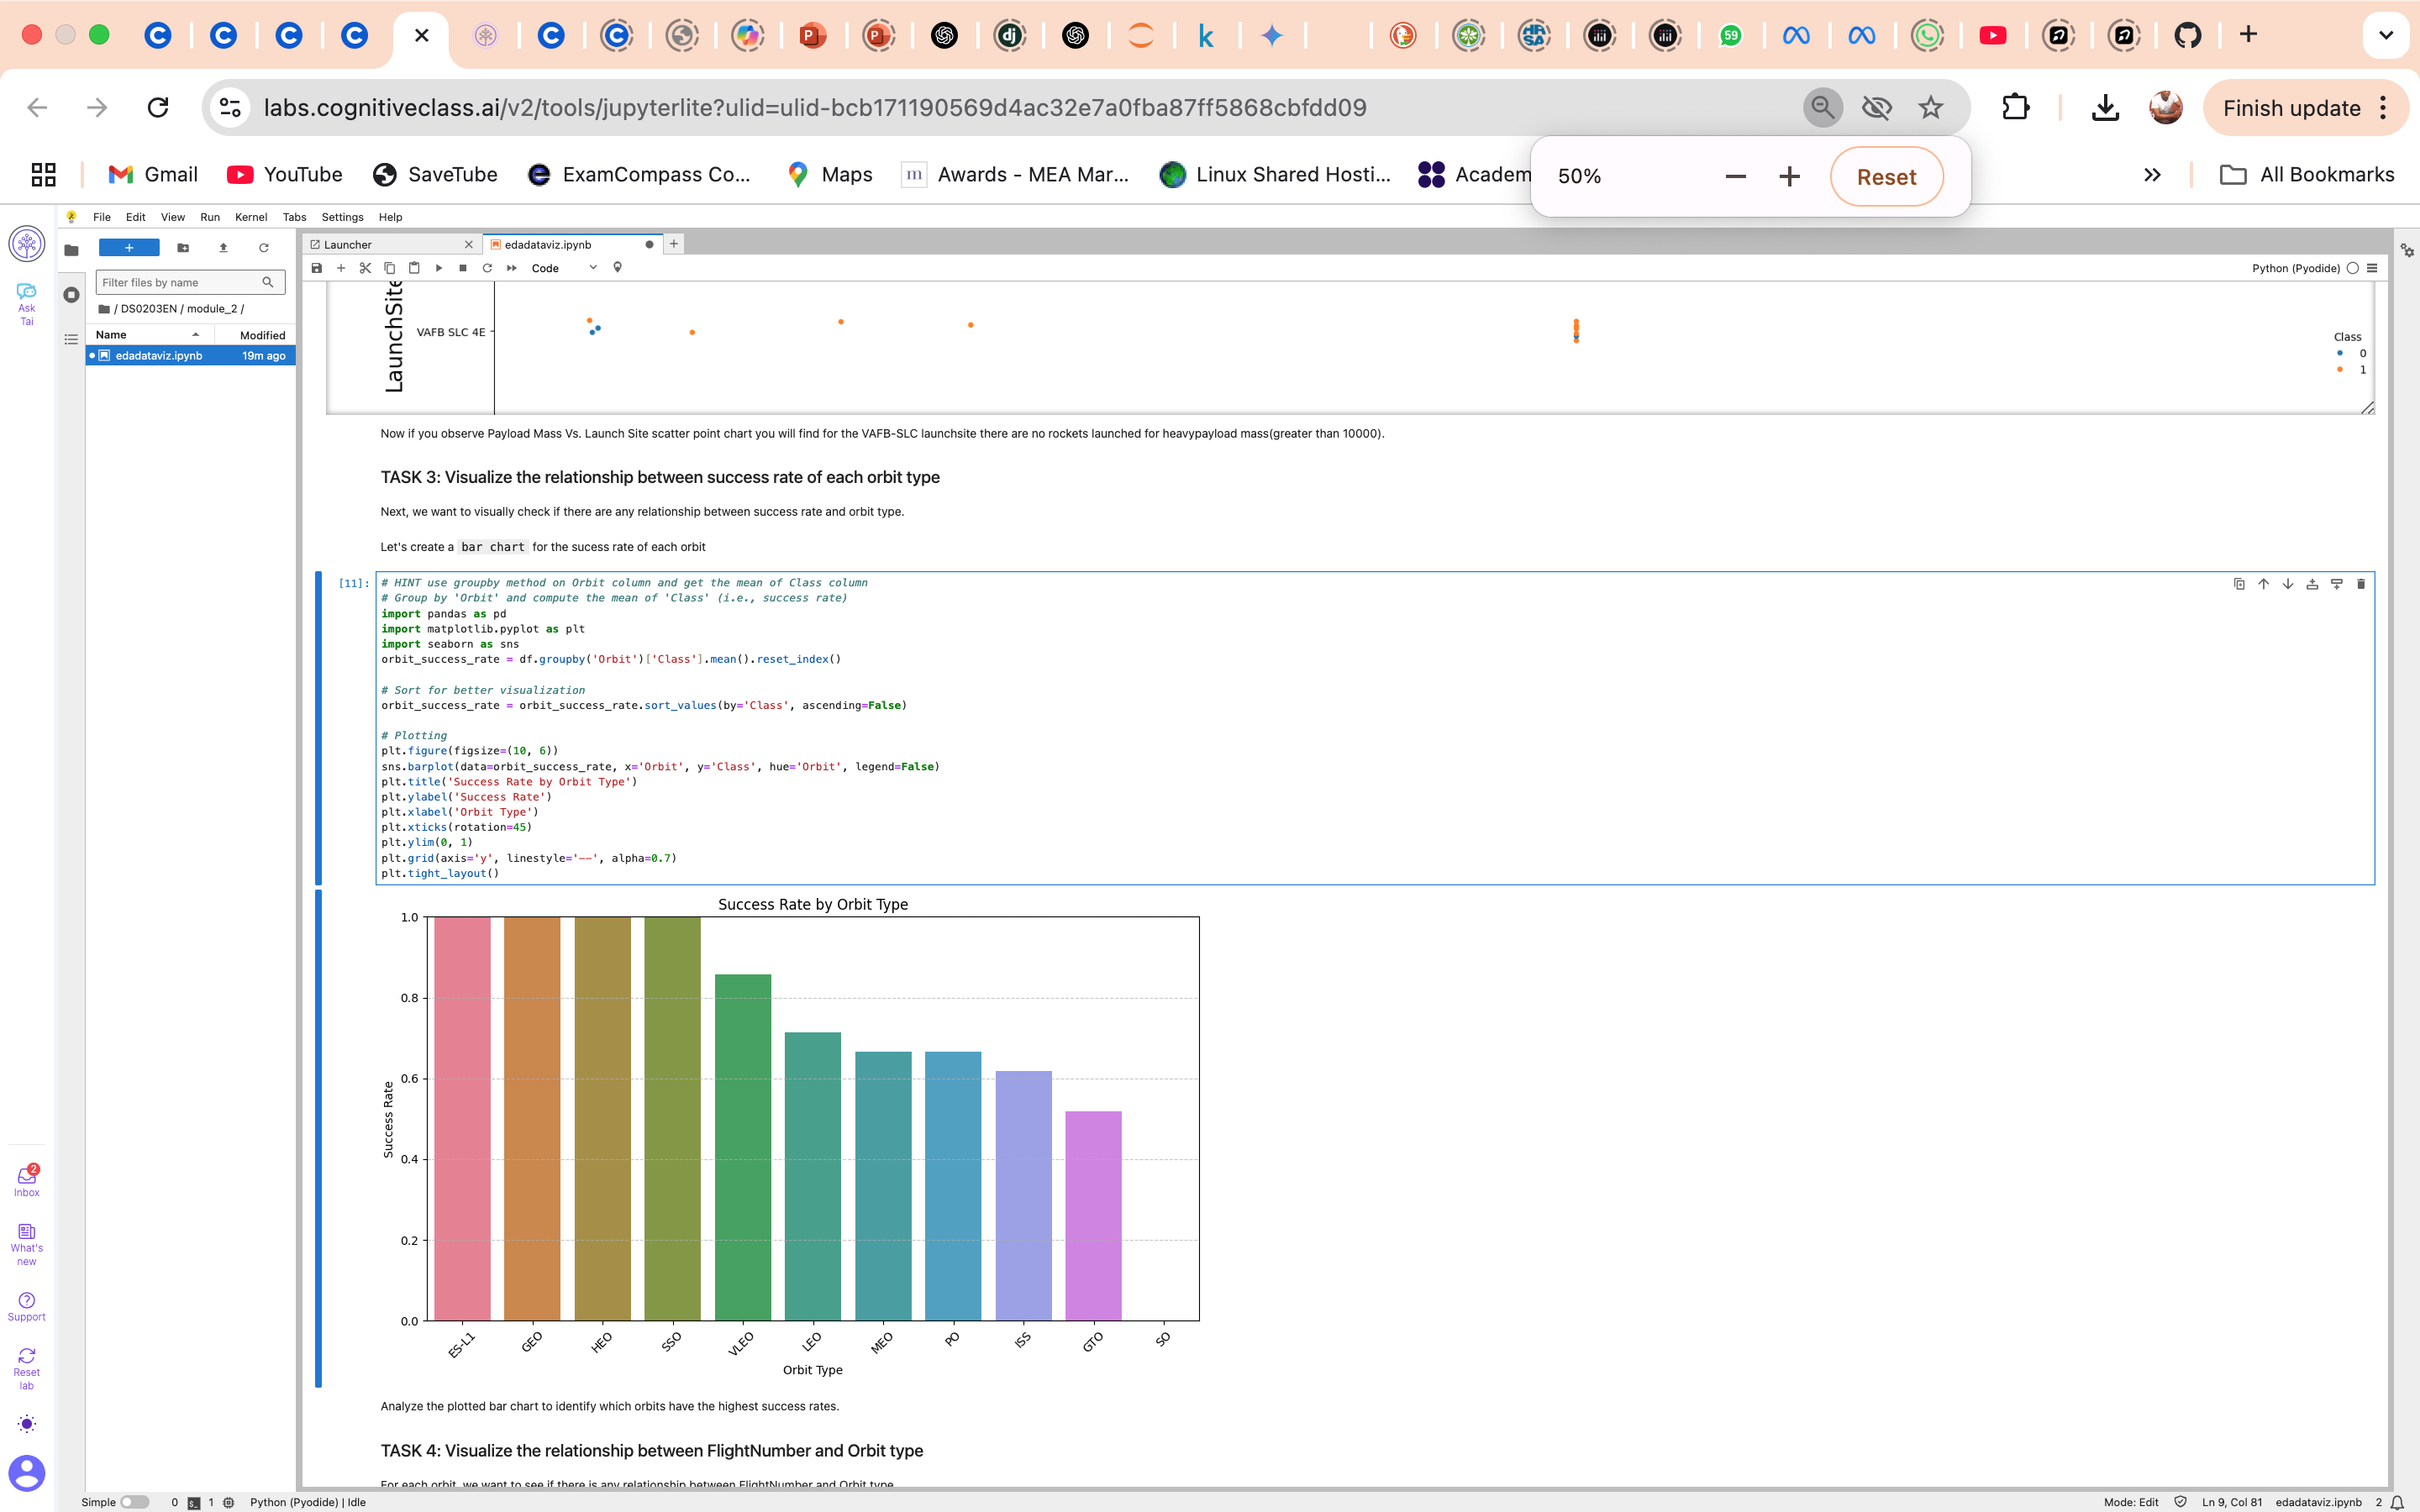 59
labs.cognitiveclass.ai/v2/tools/jupyterlite?ulid=ulid-bcb171190569d4ac32e7a0fba87ff5868cbfdd09
Finish update
Gmail
YouTube
SaveTube
ExamCompass Co...
Maps
Awards - MEA Mar...
Linux Shared Hosti...
Academ
50%
Reset
All Bookmarks
File Edit View Run Kernel Tabs Settings Help
Ask
Tai
Launcher
edadataviz.ipynb
Code
Python (Pyodide)
Filter files by name
/ DS0203EN / module_2 /
Name
Modified
edadataviz.ipynb 19m ago
LaunchSite
VAFB SLC 4E
Class
0
1
Now if you observe Payload Mass Vs. Launch Site scatter point chart you will find for the VAFB-SLC launchsite there are no rockets launched for heavypayload mass(greater than 10000).
TASK 3: Visualize the relationship between success rate of each orbit type
Next, we want to visually check if there are any relationship between success rate and orbit type.
Let's create a bar chart for the sucess rate of each orbit
[11]:
# HINT use groupby method on Orbit column and get the mean of Class column
# Group by 'Orbit' and compute the mean of 'Class' (i.e., success rate)
import pandas as pd
import matplotlib.pyplot as plt
import seaborn as sns
orbit_success_rate = df.groupby('Orbit')['Class'].mean().reset_index()
# Sort for better visualization
orbit_success_rate = orbit_success_rate.sort_values(by='Class', ascending=False)
# Plotting
plt.figure(figsize=(10, 6))
sns.barplot(data=orbit_success_rate, x='Orbit', y='Class', hue='Orbit', legend=False)
plt.title('Success Rate by Orbit Type')
plt.ylabel('Success Rate')
plt.xlabel('Orbit Type')
plt.xticks(rotation=45)
plt.ylim(0, 1)
plt.grid(axis='y', linestyle='--', alpha=0.7)
plt.tight_layout()
Success Rate by Orbit Type
1.0
0.8
0.6
0.4
0.2
0.0
Success Rate
ES-L1
GEO
HEO
SSO
VLEO
LEO
MEO
PO
ISS
GTO
SO
Orbit Type
Analyze the plotted bar chart to identify which orbits have the highest success rates.
TASK 4: Visualize the relationship between FlightNumber and Orbit type
For each orbit, we want to see if there is any relationship between FlightNumber and Orbit type.
2
Inbox
What's
new
Support
Reset
lab
Simple
0
1
Python (Pyodide) | Idle
Mode: Edit
Ln 9, Col 81
edadataviz.ipynb
2